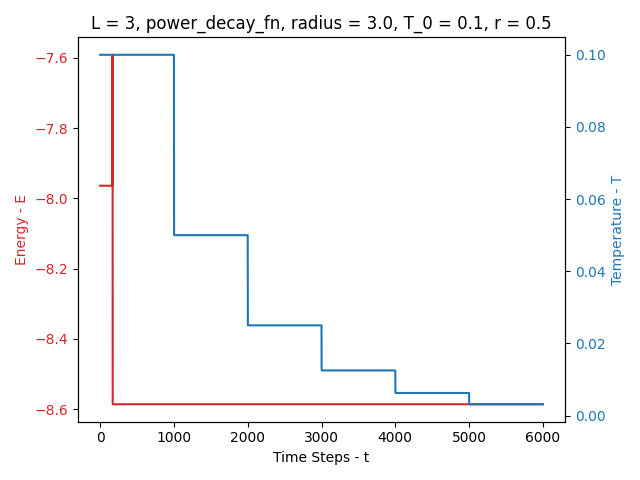 L = 3, power_decay_fn, radius = 3.0, T_0 = 0.1, r = 0.5
−7.6
−7.8
−8.0
−8.2
−8.4
−8.6
Energy - E
0.10
0.08
0.06
0.04
0.02
0.00
Temperature - T
0 1000 2000 3000 4000 5000 6000
Time Steps - t